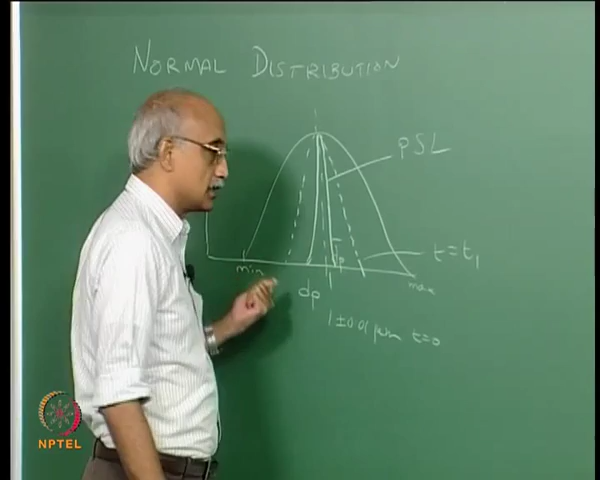 NORMAL DISTRIBUTION
PSL
t=t₁
min
max
dp
1±0.01 μm t=0
NPTEL